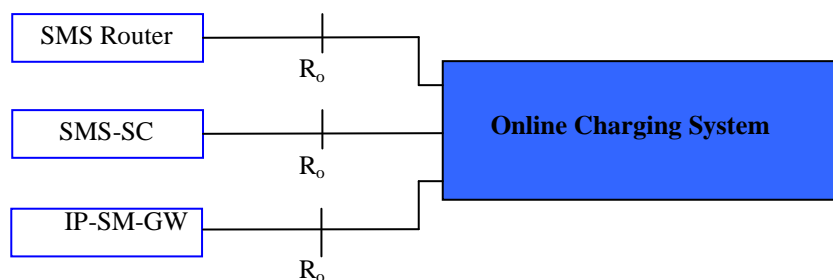 SMS Router
Rₒ
SMS-SC
Online Charging System
Rₒ
IP-SM-GW
Rₒ